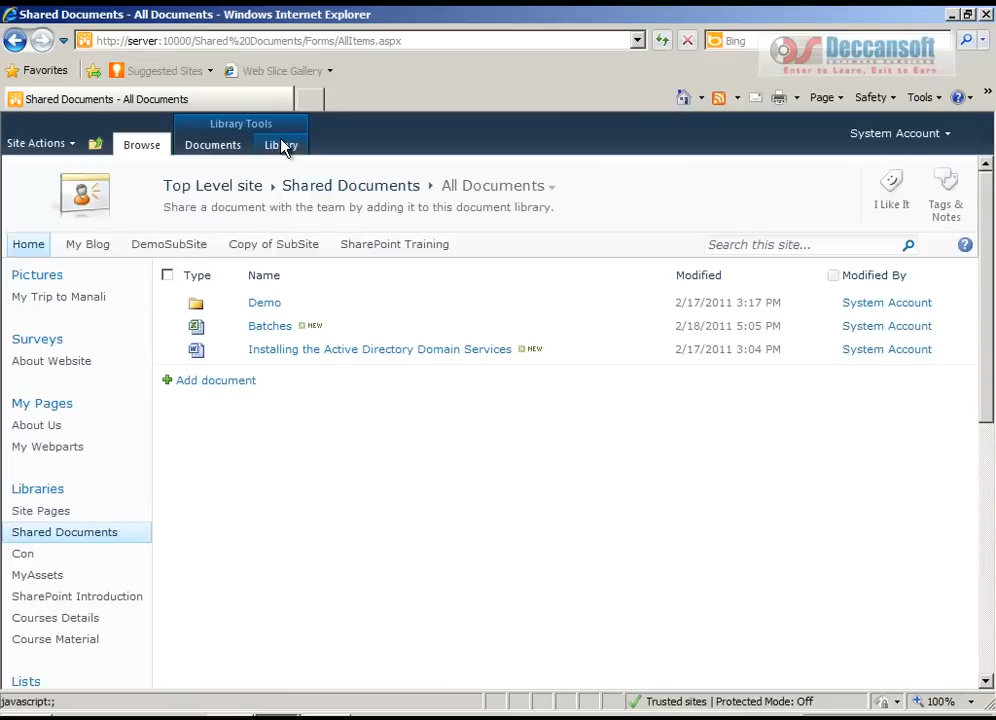 Shared Documents - All Documents - Windows Internet Explorer
http://server:10000/Shared%20Documents/Forms/AllItems.aspx
Bing
Deccansoft
SOFTWARE SERVICES
Enter to Learn, Exit to Earn
Favorites
Suggested Sites
Web Slice Gallery
Shared Documents - All Documents
Page
Safety
Tools
»
Library Tools
Site Actions
Browse
Documents
Library
System Account
Top Level site
Shared Documents
All Documents
Share a document with the team by adding it to this document library.
I Like It
Tags &
Notes
Home
My Blog
DemoSubSite
Copy of SubSite
SharePoint Training
Search this site...
Pictures
My Trip to Manali
Surveys
About Website
My Pages
About Us
My Webparts
Libraries
Site Pages
Shared Documents
Con
MyAssets
SharePoint Introduction
Courses Details
Course Material
Lists
Type Name Modified Modified By
Demo 2/17/2011 3:17 PM System Account
Batches NEW 2/18/2011 5:05 PM System Account
Installing the Active Directory Domain Services NEW 2/17/2011 3:04 PM System Account
Add document
javascript:;
Trusted sites | Protected Mode: Off
100%